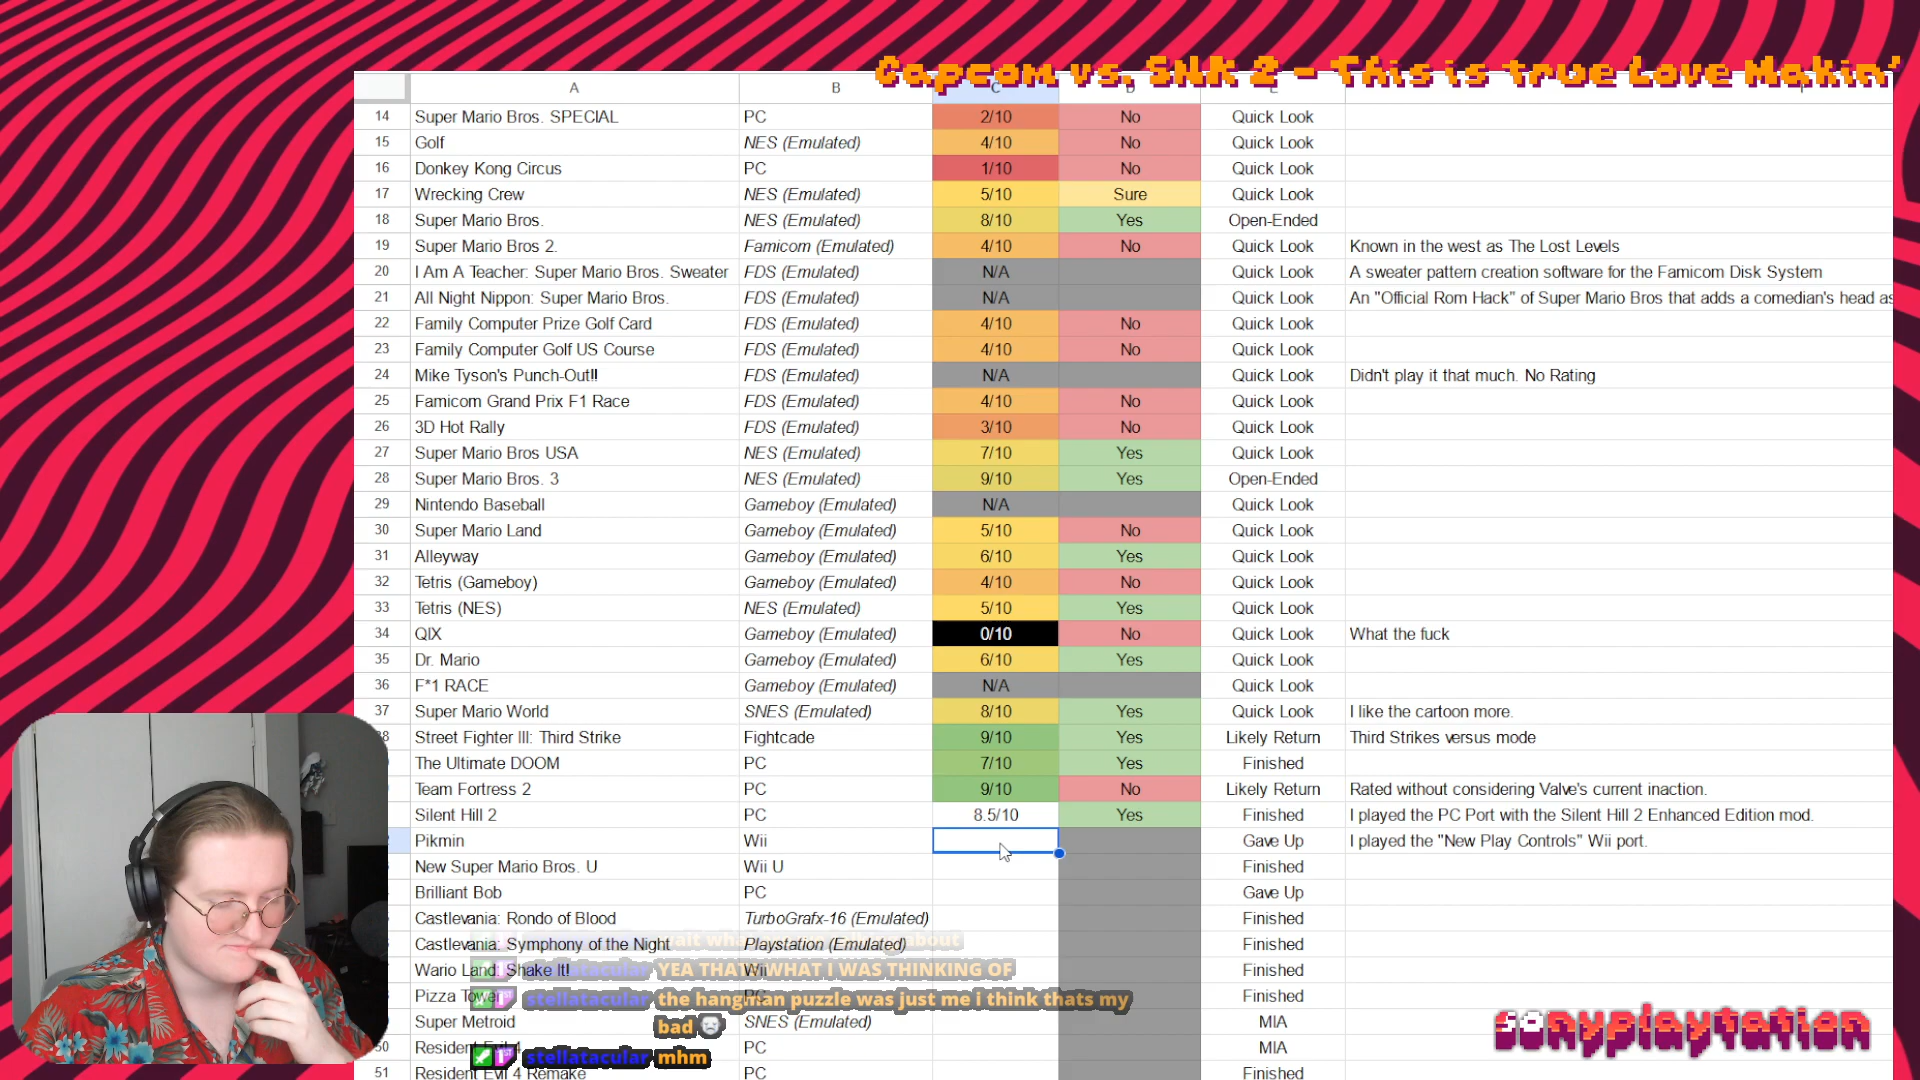 Capcom vs. SNK 2 - This is true Love Makin'
A B C D E
14 Super Mario Bros. SPECIAL PC 2/10 No Quick Look
15 Golf NES (Emulated) 4/10 No Quick Look
16 Donkey Kong Circus PC 1/10 No Quick Look
17 Wrecking Crew NES (Emulated) 5/10 Sure Quick Look
18 Super Mario Bros. NES (Emulated) 8/10 Yes Open-Ended
19 Super Mario Bros 2. Famicom (Emulated) 4/10 No Quick Look Known in the west as The Lost Levels
20 I Am A Teacher: Super Mario Bros. Sweater FDS (Emulated) N/A Quick Look A sweater pattern creation software for the Famicom Disk System
21 All Night Nippon: Super Mario Bros. FDS (Emulated) N/A Quick Look An "Official Rom Hack" of Super Mario Bros that adds a comedian's head as
22 Family Computer Prize Golf Card FDS (Emulated) 4/10 No Quick Look
23 Family Computer Golf US Course FDS (Emulated) 4/10 No Quick Look
24 Mike Tyson's Punch-Out!! FDS (Emulated) N/A Quick Look Didn't play it that much. No Rating
25 Famicom Grand Prix F1 Race FDS (Emulated) 4/10 No Quick Look
26 3D Hot Rally FDS (Emulated) 3/10 No Quick Look
27 Super Mario Bros USA NES (Emulated) 7/10 Yes Quick Look
28 Super Mario Bros. 3 NES (Emulated) 9/10 Yes Open-Ended
29 Nintendo Baseball Gameboy (Emulated) N/A Quick Look
30 Super Mario Land Gameboy (Emulated) 5/10 No Quick Look
31 Alleyway Gameboy (Emulated) 6/10 Yes Quick Look
32 Tetris (Gameboy) Gameboy (Emulated) 4/10 No Quick Look
33 Tetris (NES) NES (Emulated) 5/10 Yes Quick Look
34 QIX Gameboy (Emulated) 0/10 No Quick Look What the fuck
35 Dr. Mario Gameboy (Emulated) 6/10 Yes Quick Look
36 F*1 RACE Gameboy (Emulated) N/A Quick Look
37 Super Mario World SNES (Emulated) 8/10 Yes Quick Look I like the cartoon more.
38 Street Fighter III: Third Strike Fightcade 9/10 Yes Likely Return Third Strikes versus mode
The Ultimate DOOM PC 7/10 Yes Finished
Team Fortress 2 PC 9/10 No Likely Return Rated without considering Valve's current inaction.
Silent Hill 2 PC 8.5/10 Yes Finished I played the PC Port with the Silent Hill 2 Enhanced Edition mod.
Pikmin Wii Gave Up I played the "New Play Controls" Wii port.
New Super Mario Bros. U Wii U Finished
Brilliant Bob PC Gave Up
Castlevania: Rondo of Blood TurboGrafx-16 (Emulated) Finished
Castlevania: Symphony of the Night Playstation (Emulated) Finished
Wario Land: Shake It! Wii Finished
Pizza Tower PC Finished
Super Metroid SNES (Emulated) MIA
50 Resident Evil 4 PC MIA
51 Resident Evil 4 Remake PC Finished
stellatacular YEA THATS WHAT I WAS THINKING OF
stellatacular the hangman puzzle was just me i think thats my
bad
stellatacular mhm
sonyplaytation